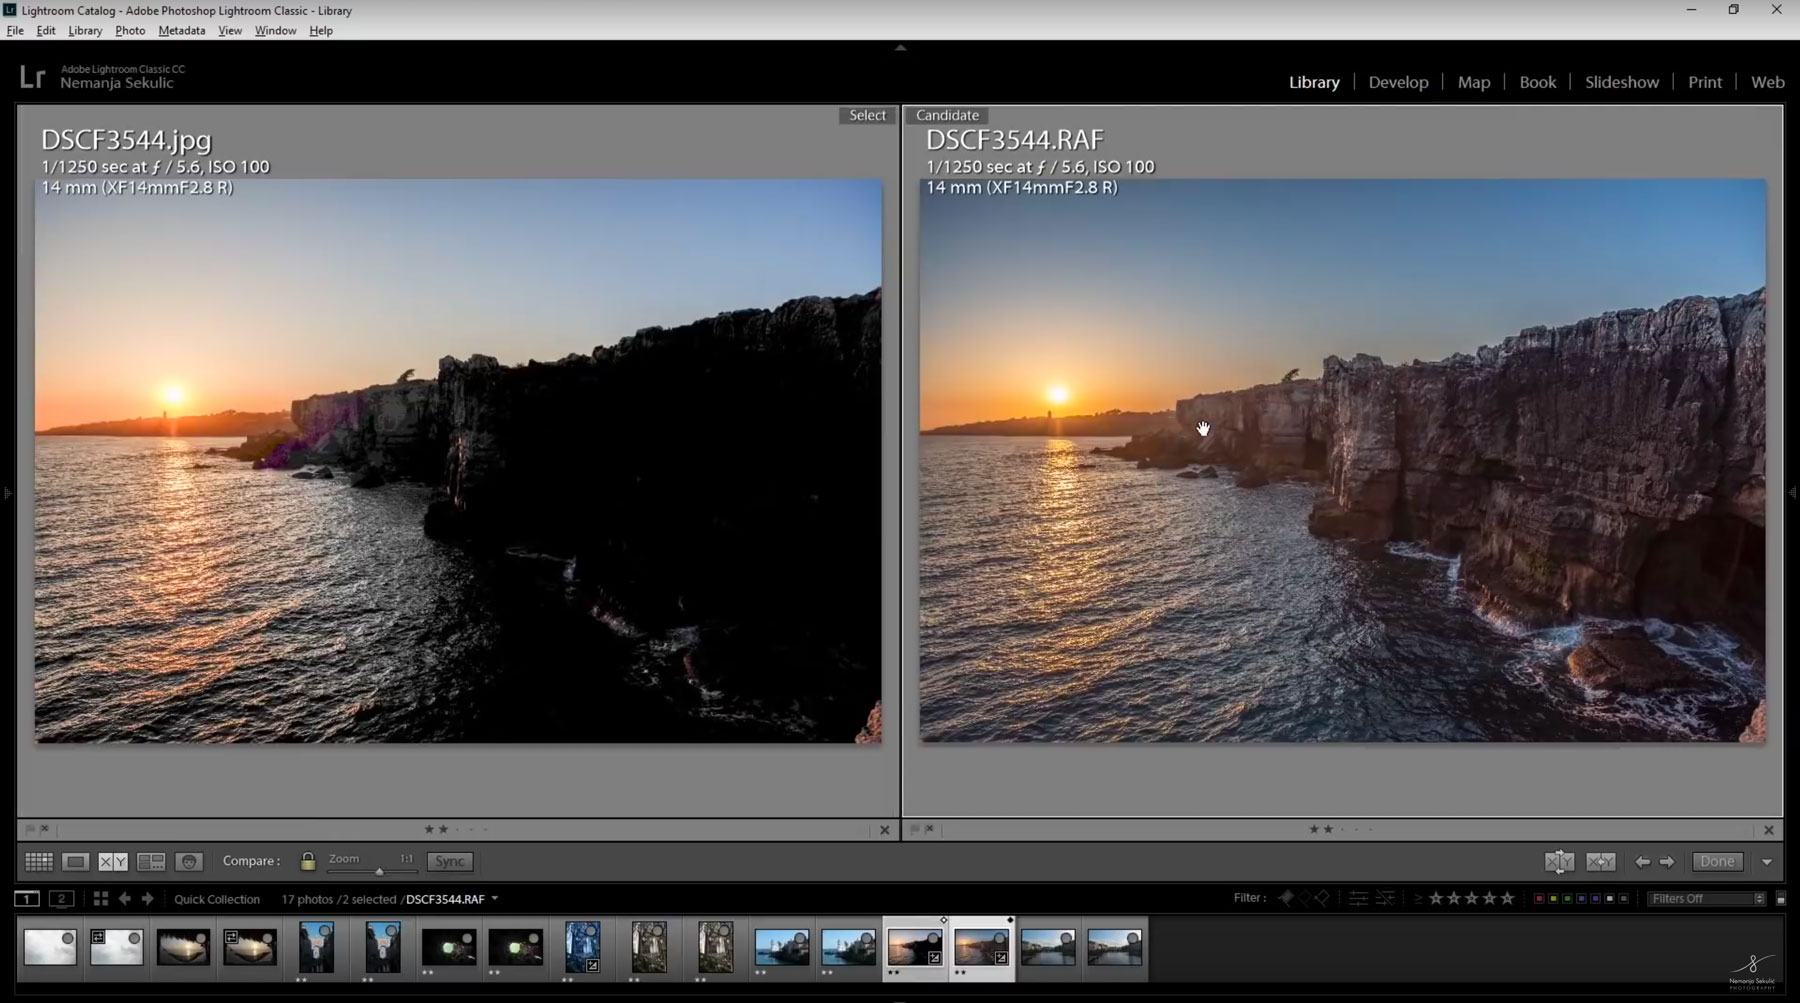 Lightroom Catalog - Adobe Photoshop Lightroom Classic - Library
File Edit Library Photo Metadata View Window Help
Lr
Adobe Lightroom Classic CC
Nemanja Sekulic
Library | Develop | Map | Book | Slideshow | Print | Web
Select
DSCF3544.jpg
1/1250 sec at ƒ / 5.6, ISO 100
14 mm (XF14mmF2.8 R)
Candidate
DSCF3544.RAF
1/1250 sec at ƒ / 5.6, ISO 100
14 mm (XF14mmF2.8 R)
XY Compare : Zoom 1:1 Sync
Done
1 2 Quick Collection 17 photos /2 selected /DSCF3544.RAF
Filter : Filters Off
Nemanja Sekulic
PHOTOGRAPHY